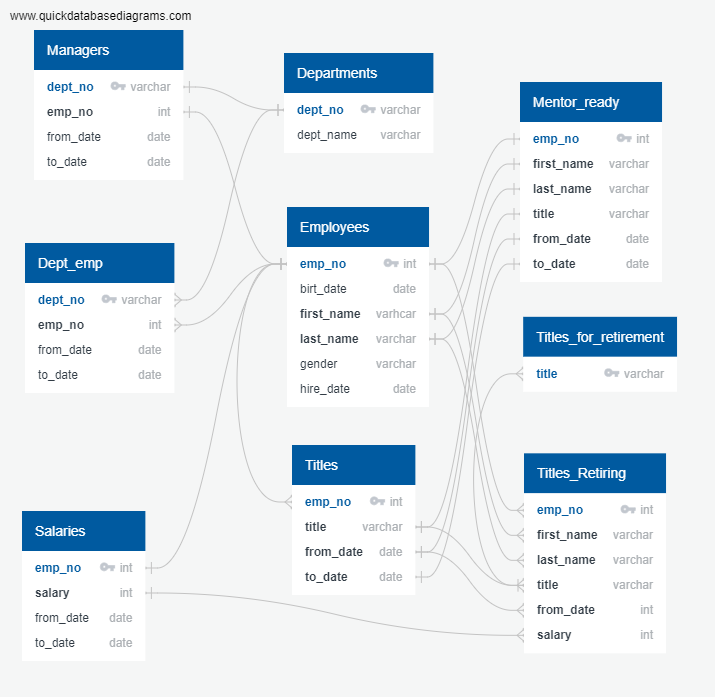 www.quickdatabasediagrams.com
Managers
dept_no varchar
emp_no int
from_date date
to_date date
Departments
dept_no varchar
dept_name varchar
Mentor_ready
emp_no int
first_name varchar
last_name varchar
title varchar
from_date date
to_date date
Employees
emp_no int
birt_date date
first_name varhcar
last_name varchar
gender varchar
hire_date date
Dept_emp
dept_no varchar
emp_no int
from_date date
to_date date
Titles_for_retirement
title varchar
Titles
emp_no int
title varchar
from_date date
to_date date
Titles_Retiring
emp_no int
first_name varchar
last_name varchar
title varchar
from_date int
salary int
Salaries
emp_no int
salary int
from_date date
to_date date